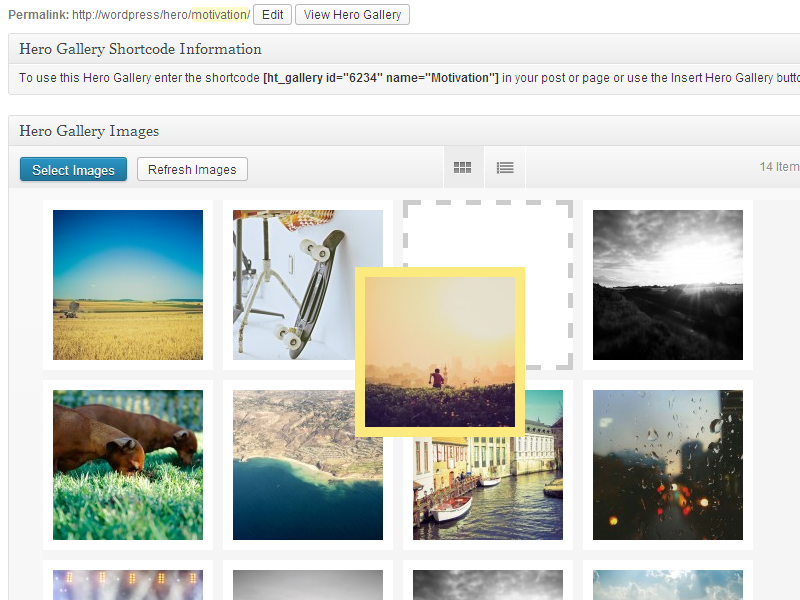 Permalink: http://wordpress/hero/motivation/ Edit View Hero Gallery
Hero Gallery Shortcode Information
To use this Hero Gallery enter the shortcode [ht_gallery id="6234" name="Motivation"] in your post or page or use the Insert Hero Gallery butto
Hero Gallery Images
Select Images Refresh Images 14 Item